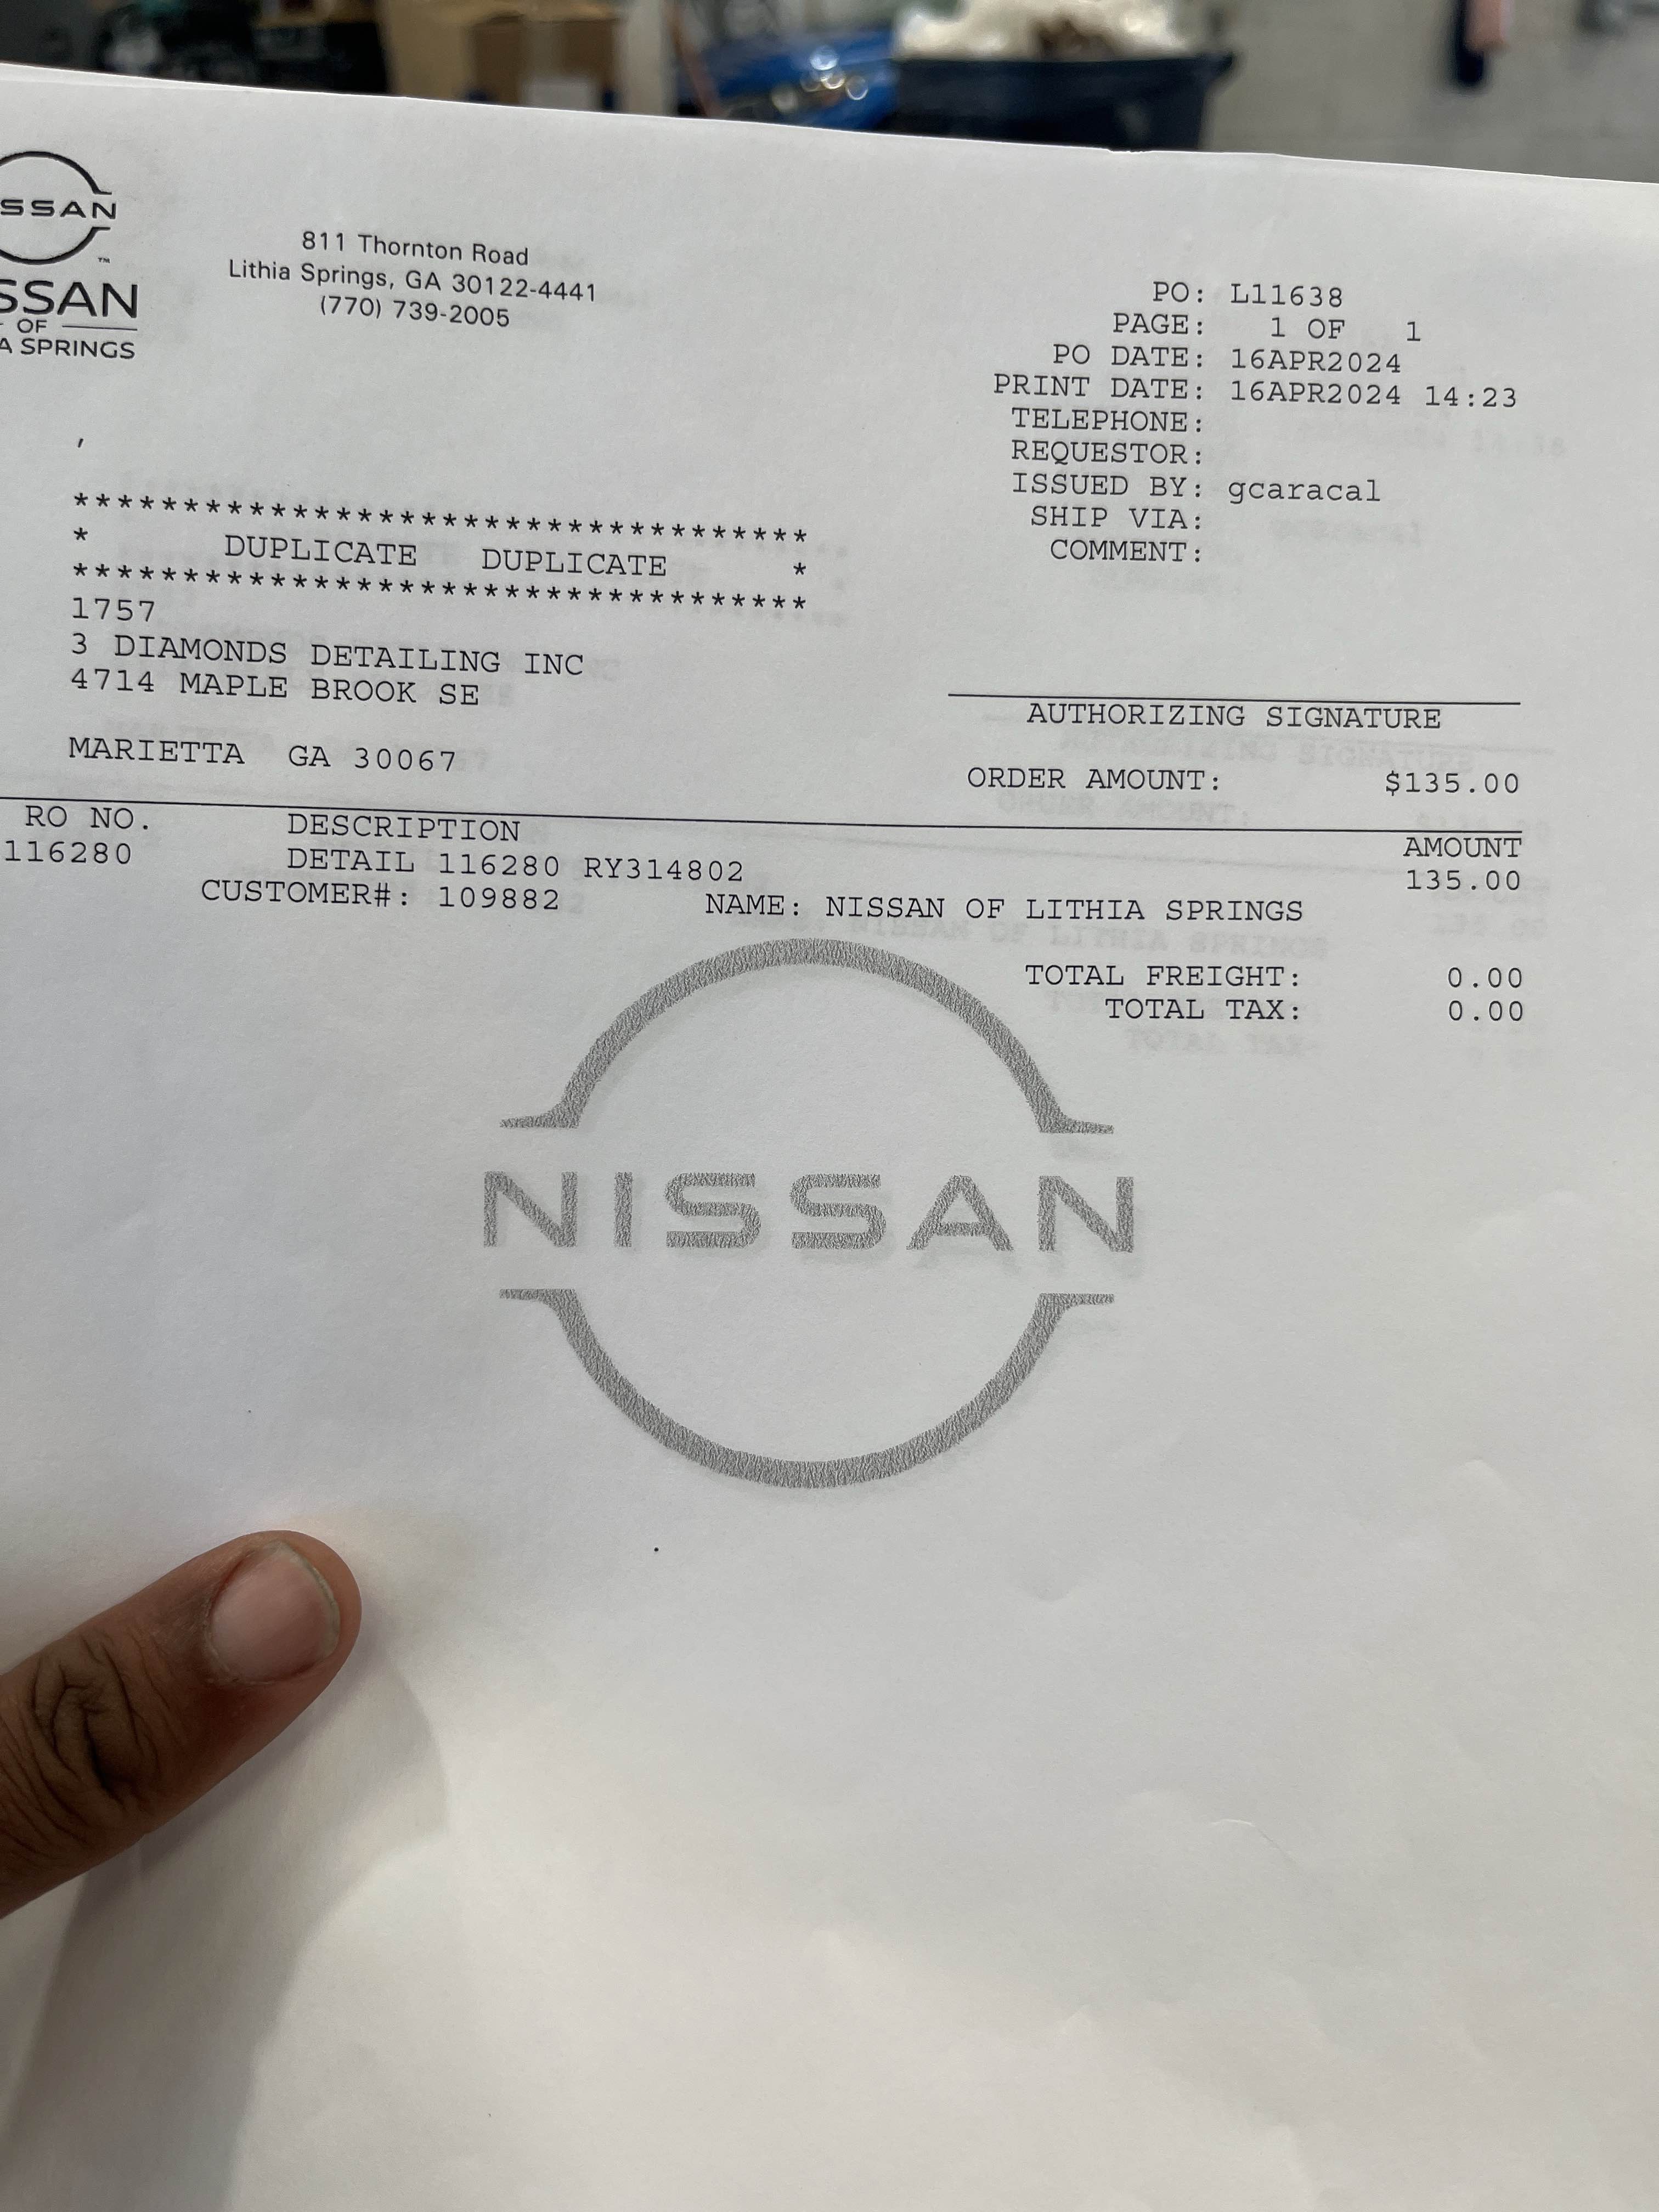 SSAN
SSAN
OF
A SPRINGS
811 Thornton Road
Lithia Springs, GA 30122-4441
(770) 739-2005
PO: L11638
PAGE: 1 OF 1
PO DATE: 16APR2024
PRINT DATE: 16APR2024 14:23
TELEPHONE:
REQUESTOR:
ISSUED BY: gcaracal
SHIP VIA:
COMMENT:
,
**********************************
* DUPLICATE DUPLICATE *
**********************************
1757
3 DIAMONDS DETAILING INC
4714 MAPLE BROOK SE
MARIETTA GA 30067
AUTHORIZING SIGNATURE
ORDER AMOUNT: $135.00
RO NO. DESCRIPTION AMOUNT
116280 DETAIL 116280 RY314802 135.00
CUSTOMER#: 109882 NAME: NISSAN OF LITHIA SPRINGS
TOTAL FREIGHT: 0.00
TOTAL TAX: 0.00
NISSAN